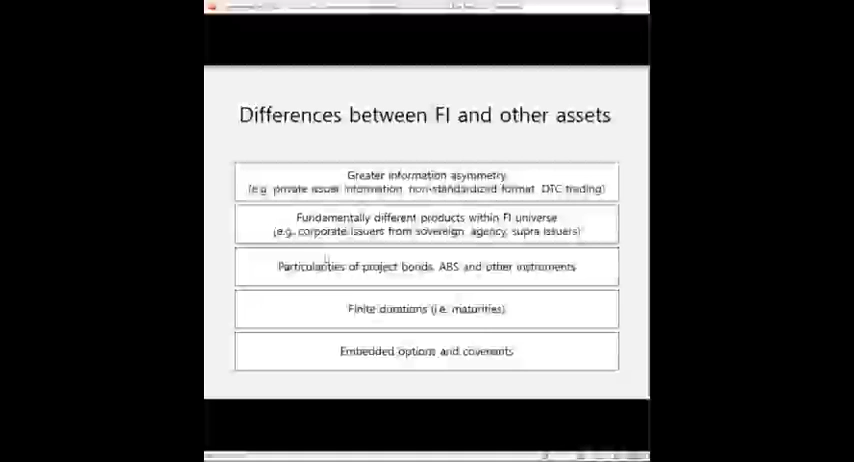 Differences between FI and other assets
Greater information asymmetry
(e.g. private issuer information, non-standardized format, OTC trading)
Fundamentally different products within FI universe
(e.g. corporate issuers from sovereign, agency, supra issuers)
Particularities of project bonds, ABS and other instruments
Finite durations (i.e. maturities)
Embedded options and covenants